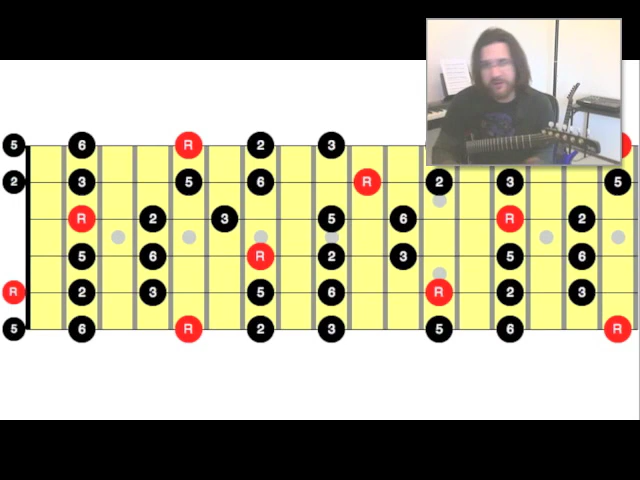 5 6 R 2 3
2 3 5 6 R 2 3 5
R 2 3 5 6 R 2
5 6 R 2 3 5 6
R 2 3 5 6 R 2 3
5 6 R 2 3 5 6 R